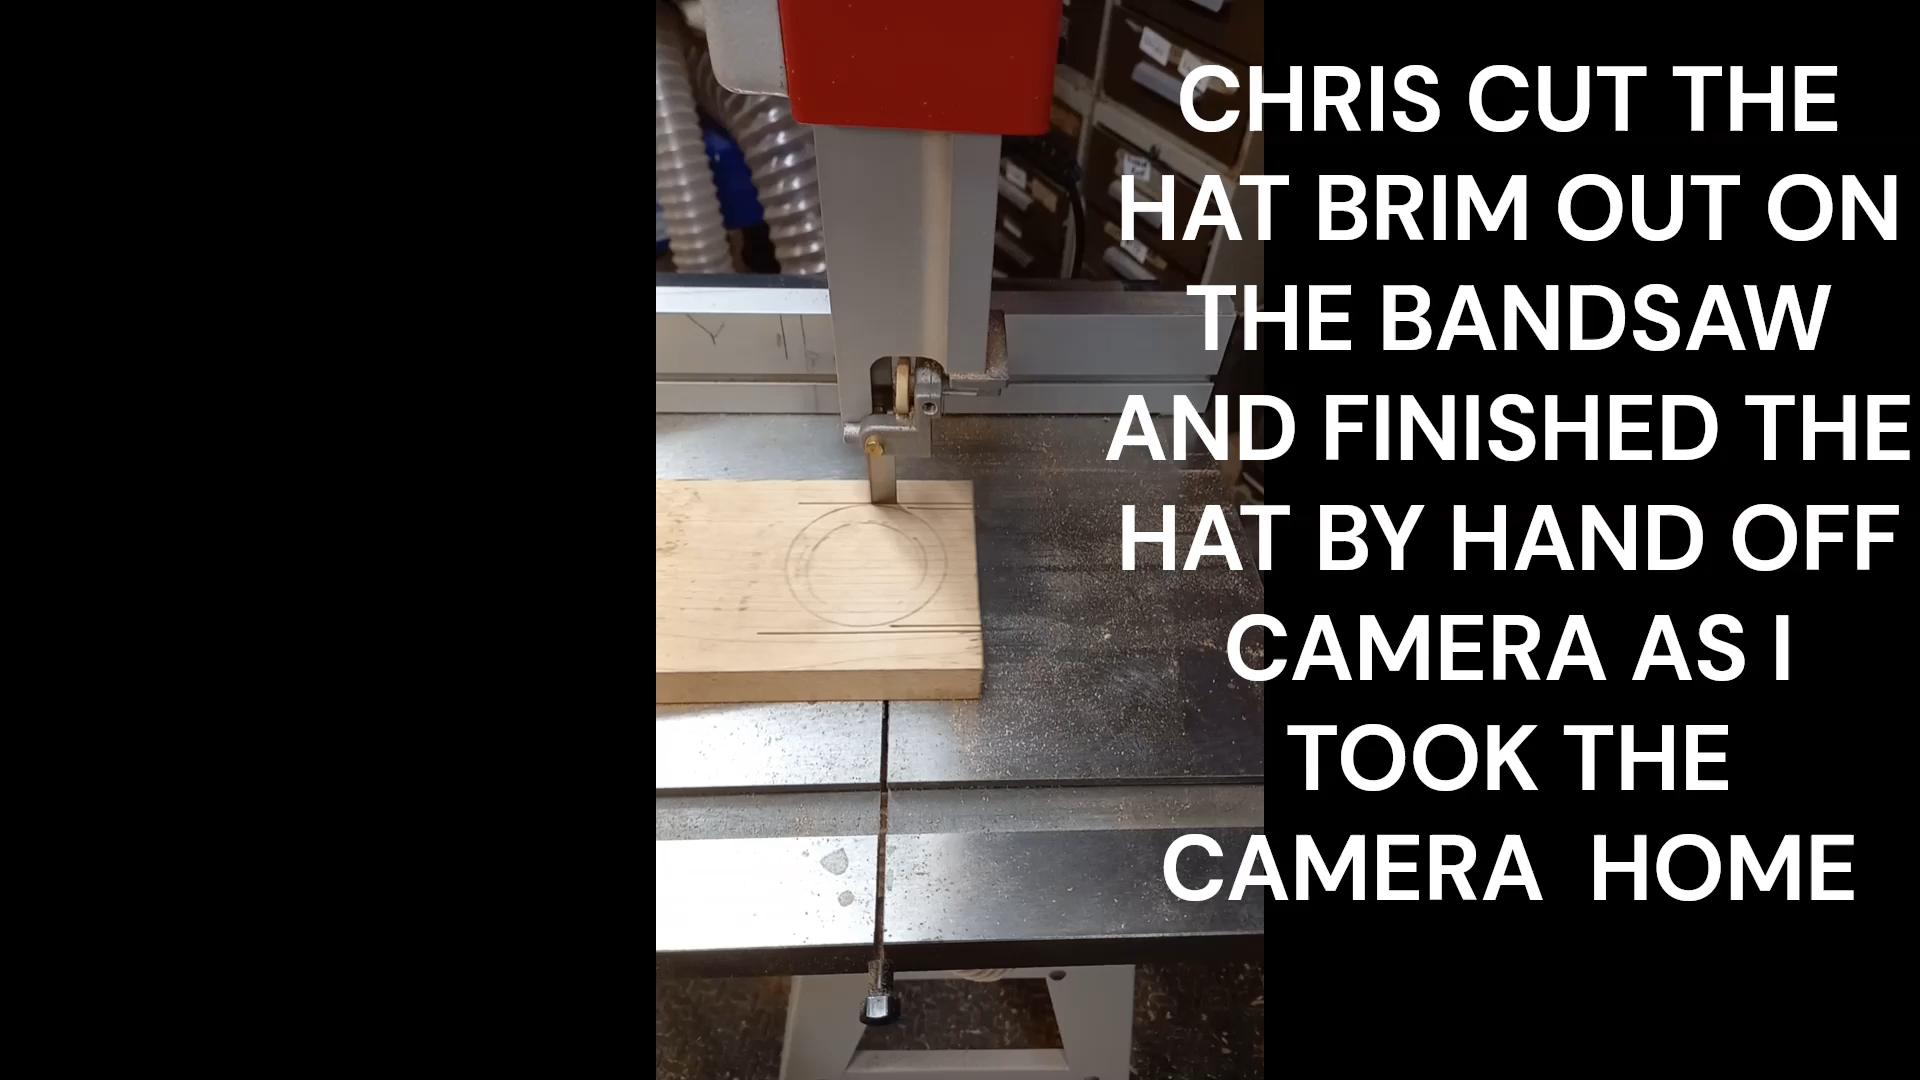 CHRIS CUT THE
HAT BRIM OUT ON
THE BANDSAW
AND FINISHED THE
HAT BY HAND OFF
CAMERA AS I
TOOK THE
CAMERA  HOME